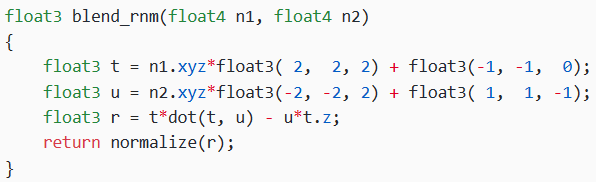 float3 blend_rnm(float4 n1, float4 n2)
{
    float3 t = n1.xyz*float3( 2,  2, 2) + float3(-1, -1,  0);
    float3 u = n2.xyz*float3(-2, -2, 2) + float3( 1,  1, -1);
    float3 r = t*dot(t, u) - u*t.z;
    return normalize(r);
}